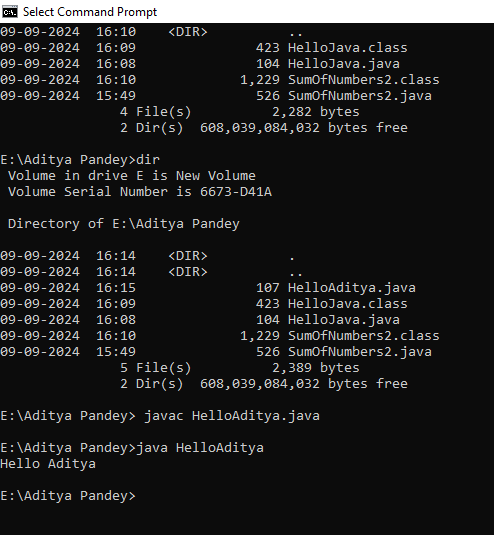 Select Command Prompt
09-09-2024  16:10    <DIR>          ..
09-09-2024  16:09               423 HelloJava.class
09-09-2024  16:08               104 HelloJava.java
09-09-2024  16:10             1,229 SumOfNumbers2.class
09-09-2024  15:49               526 SumOfNumbers2.java
               4 File(s)          2,282 bytes
               2 Dir(s)  608,039,084,032 bytes free
E:\Aditya Pandey>dir
 Volume in drive E is New Volume
 Volume Serial Number is 6673-D41A
 Directory of E:\Aditya Pandey
09-09-2024  16:14    <DIR>          .
09-09-2024  16:14    <DIR>          ..
09-09-2024  16:15               107 HelloAditya.java
09-09-2024  16:09               423 HelloJava.class
09-09-2024  16:08               104 HelloJava.java
09-09-2024  16:10             1,229 SumOfNumbers2.class
09-09-2024  15:49               526 SumOfNumbers2.java
               5 File(s)          2,389 bytes
               2 Dir(s)  608,039,084,032 bytes free
E:\Aditya Pandey> javac HelloAditya.java
E:\Aditya Pandey>java HelloAditya
Hello Aditya
E:\Aditya Pandey>